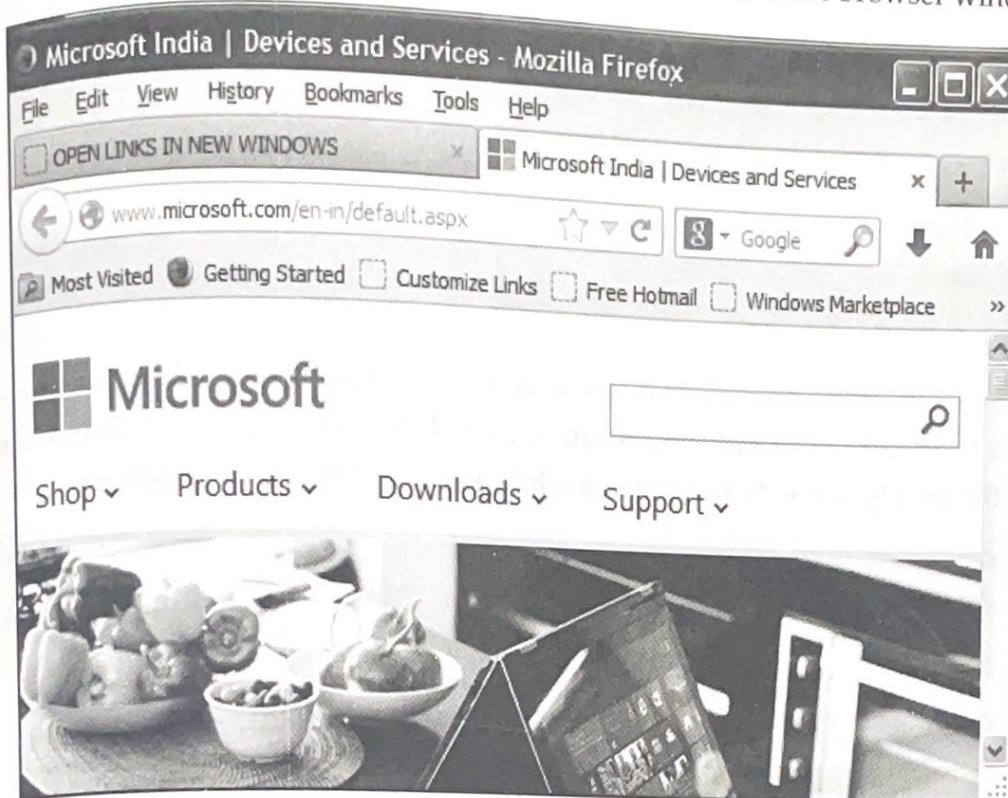 Browser
Microsoft India | Devices and Services - Mozilla Firefox
File Edit View History Bookmarks Tools Help
OPEN LINKS IN NEW WINDOWS × Microsoft India | Devices and Services × +
www.microsoft.com/en-in/default.aspx 8 Google
Most Visited Getting Started Customize Links Free Hotmail Windows Marketplace »
Microsoft
Shop Products Downloads Support